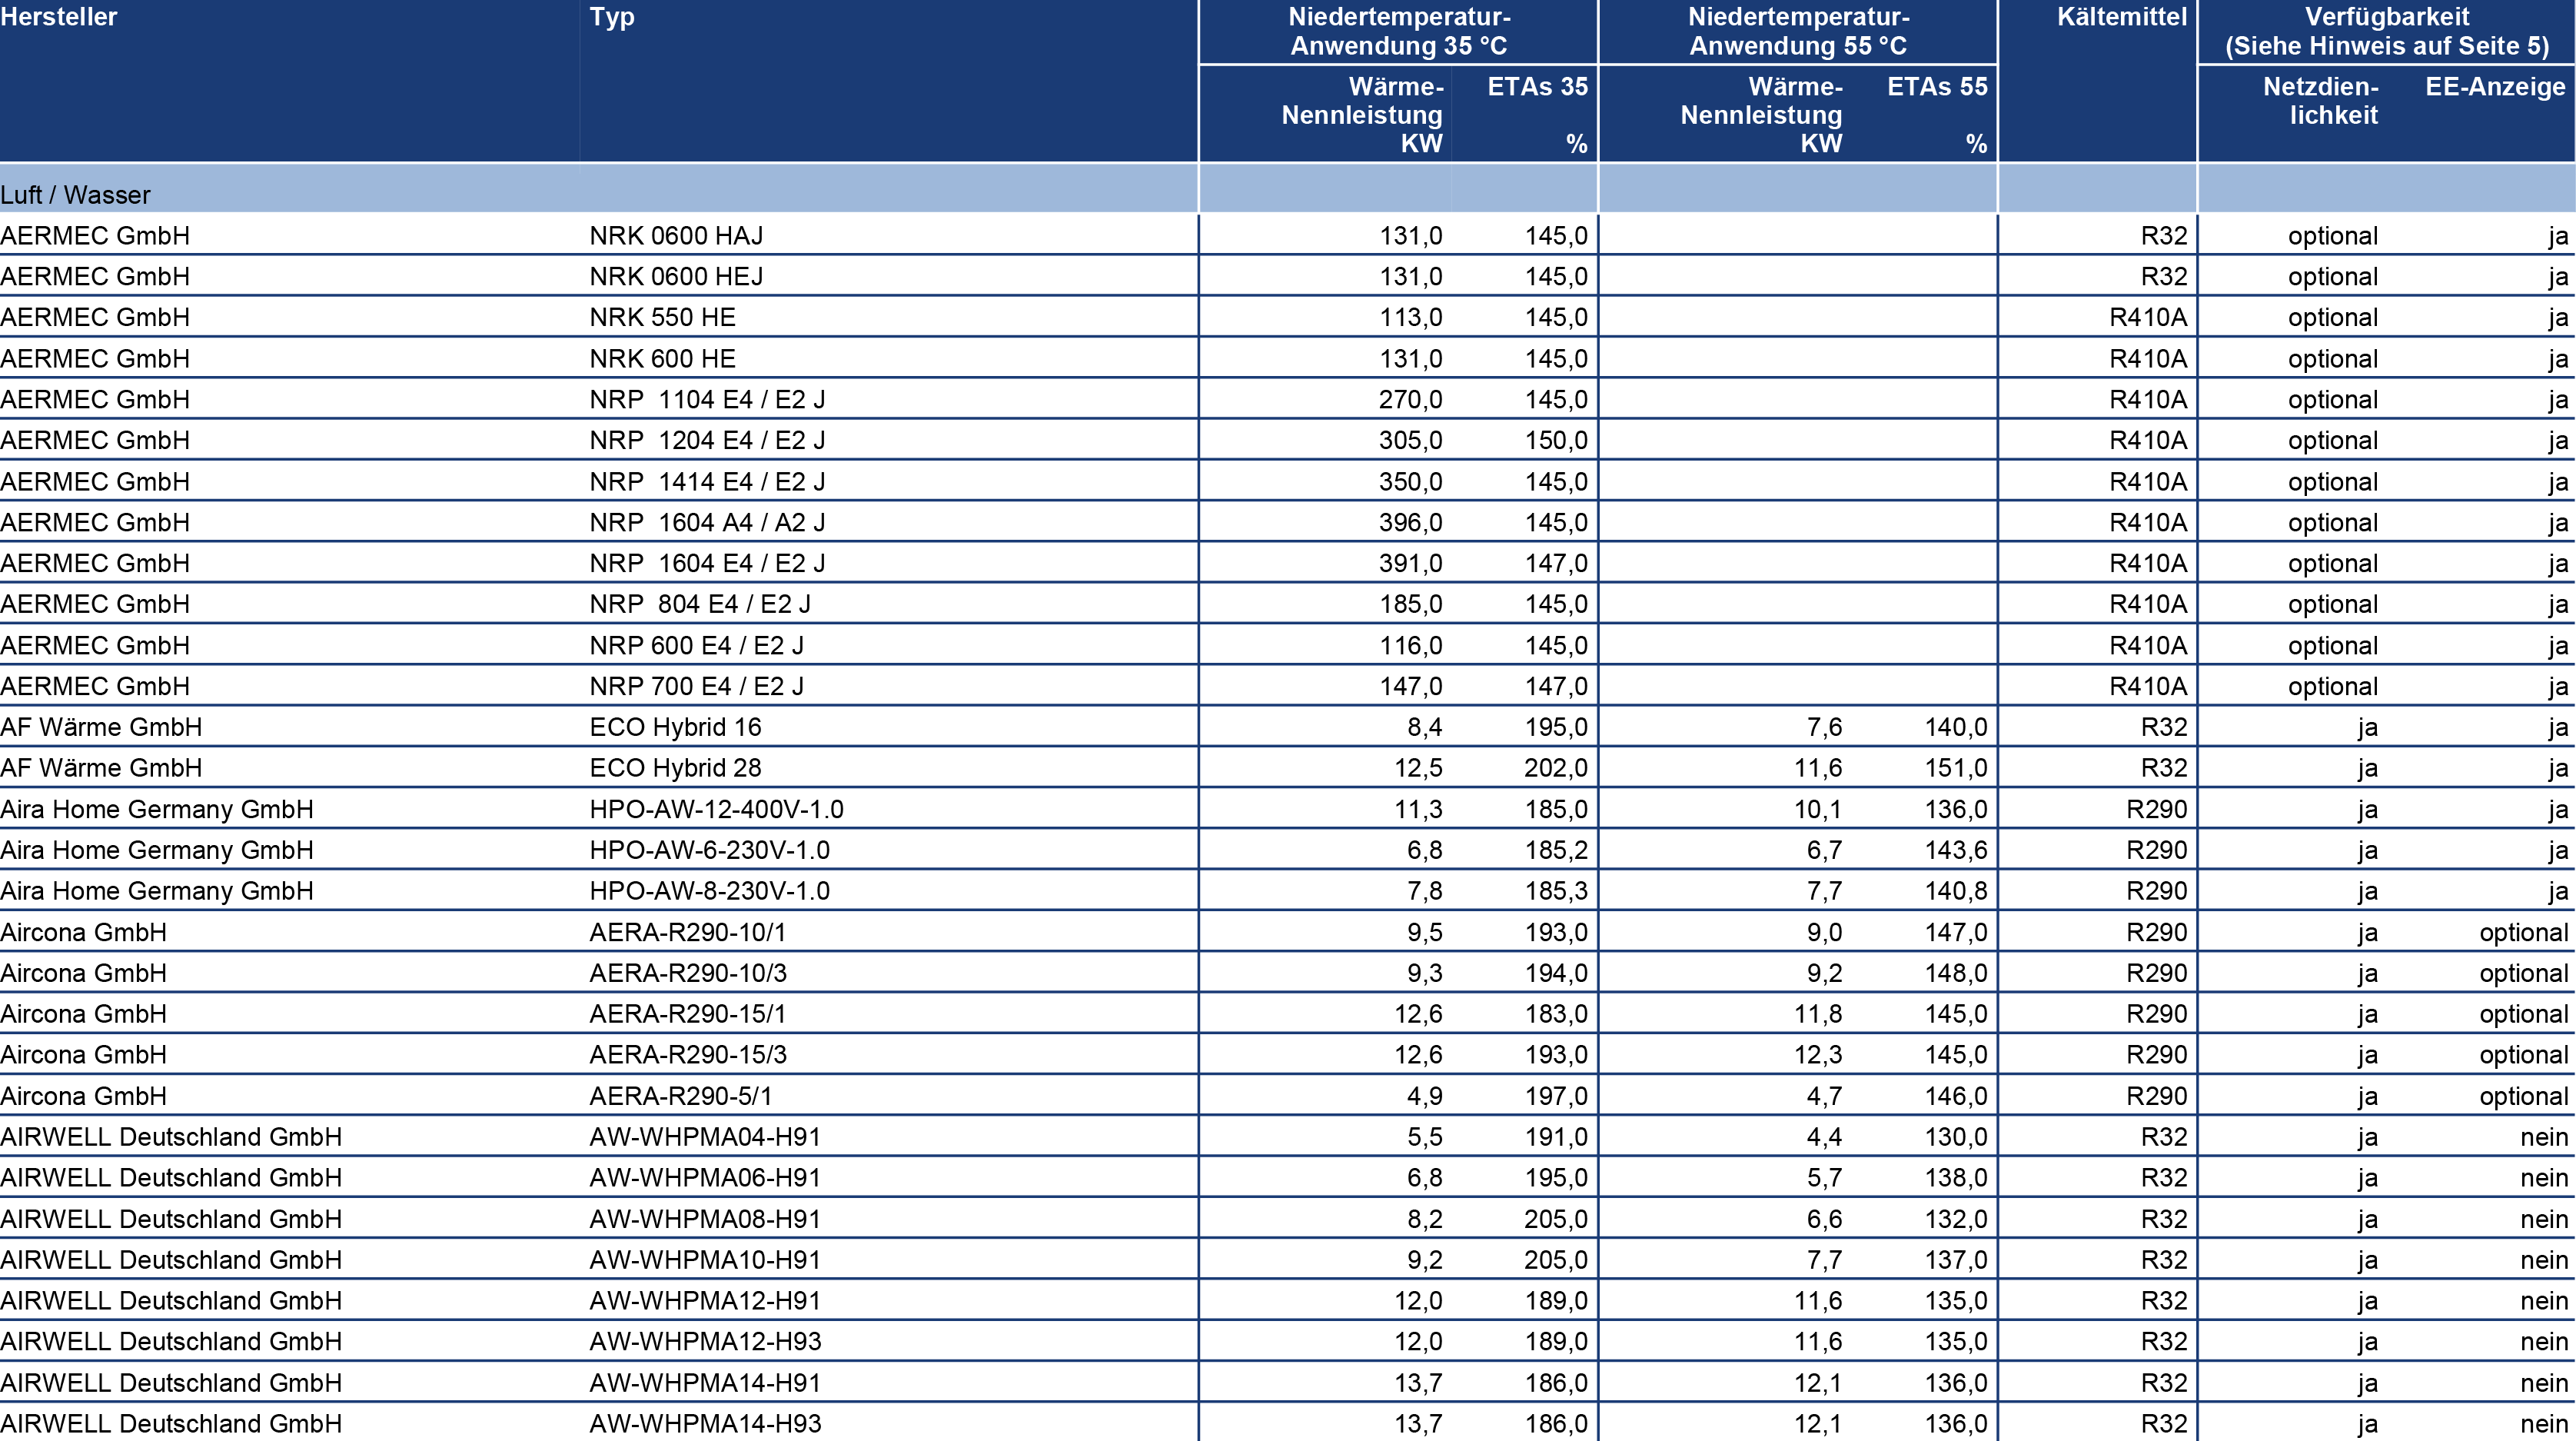 Hersteller Typ Niedertemperatur- Niedertemperatur- Kältemittel Verfügbarkeit
Anwendung 35 °C Anwendung 55 °C (Siehe Hinweis auf Seite 5)
Wärme- ETAs 35 Wärme- ETAs 55 Netzdien- EE-Anzeige
Nennleistung Nennleistung lichkeit
KW % KW %
Luft / Wasser
AERMEC GmbH NRK 0600 HAJ 131,0 145,0 R32 optional ja
AERMEC GmbH NRK 0600 HEJ 131,0 145,0 R32 optional ja
AERMEC GmbH NRK 550 HE 113,0 145,0 R410A optional ja
AERMEC GmbH NRK 600 HE 131,0 145,0 R410A optional ja
AERMEC GmbH NRP 1104 E4 / E2 J 270,0 145,0 R410A optional ja
AERMEC GmbH NRP 1204 E4 / E2 J 305,0 150,0 R410A optional ja
AERMEC GmbH NRP 1414 E4 / E2 J 350,0 145,0 R410A optional ja
AERMEC GmbH NRP 1604 A4 / A2 J 396,0 145,0 R410A optional ja
AERMEC GmbH NRP 1604 E4 / E2 J 391,0 147,0 R410A optional ja
AERMEC GmbH NRP 804 E4 / E2 J 185,0 145,0 R410A optional ja
AERMEC GmbH NRP 600 E4 / E2 J 116,0 145,0 R410A optional ja
AERMEC GmbH NRP 700 E4 / E2 J 147,0 147,0 R410A optional ja
AF Wärme GmbH ECO Hybrid 16 8,4 195,0 7,6 140,0 R32 ja ja
AF Wärme GmbH ECO Hybrid 28 12,5 202,0 11,6 151,0 R32 ja ja
Aira Home Germany GmbH HPO-AW-12-400V-1.0 11,3 185,0 10,1 136,0 R290 ja ja
Aira Home Germany GmbH HPO-AW-6-230V-1.0 6,8 185,2 6,7 143,6 R290 ja ja
Aira Home Germany GmbH HPO-AW-8-230V-1.0 7,8 185,3 7,7 140,8 R290 ja ja
Aircona GmbH AERA-R290-10/1 9,5 193,0 9,0 147,0 R290 ja optional
Aircona GmbH AERA-R290-10/3 9,3 194,0 9,2 148,0 R290 ja optional
Aircona GmbH AERA-R290-15/1 12,6 183,0 11,8 145,0 R290 ja optional
Aircona GmbH AERA-R290-15/3 12,6 193,0 12,3 145,0 R290 ja optional
Aircona GmbH AERA-R290-5/1 4,9 197,0 4,7 146,0 R290 ja optional
AIRWELL Deutschland GmbH AW-WHPMA04-H91 5,5 191,0 4,4 130,0 R32 ja nein
AIRWELL Deutschland GmbH AW-WHPMA06-H91 6,8 195,0 5,7 138,0 R32 ja nein
AIRWELL Deutschland GmbH AW-WHPMA08-H91 8,2 205,0 6,6 132,0 R32 ja nein
AIRWELL Deutschland GmbH AW-WHPMA10-H91 9,2 205,0 7,7 137,0 R32 ja nein
AIRWELL Deutschland GmbH AW-WHPMA12-H91 12,0 189,0 11,6 135,0 R32 ja nein
AIRWELL Deutschland GmbH AW-WHPMA12-H93 12,0 189,0 11,6 135,0 R32 ja nein
AIRWELL Deutschland GmbH AW-WHPMA14-H91 13,7 186,0 12,1 136,0 R32 ja nein
AIRWELL Deutschland GmbH AW-WHPMA14-H93 13,7 186,0 12,1 136,0 R32 ja nein